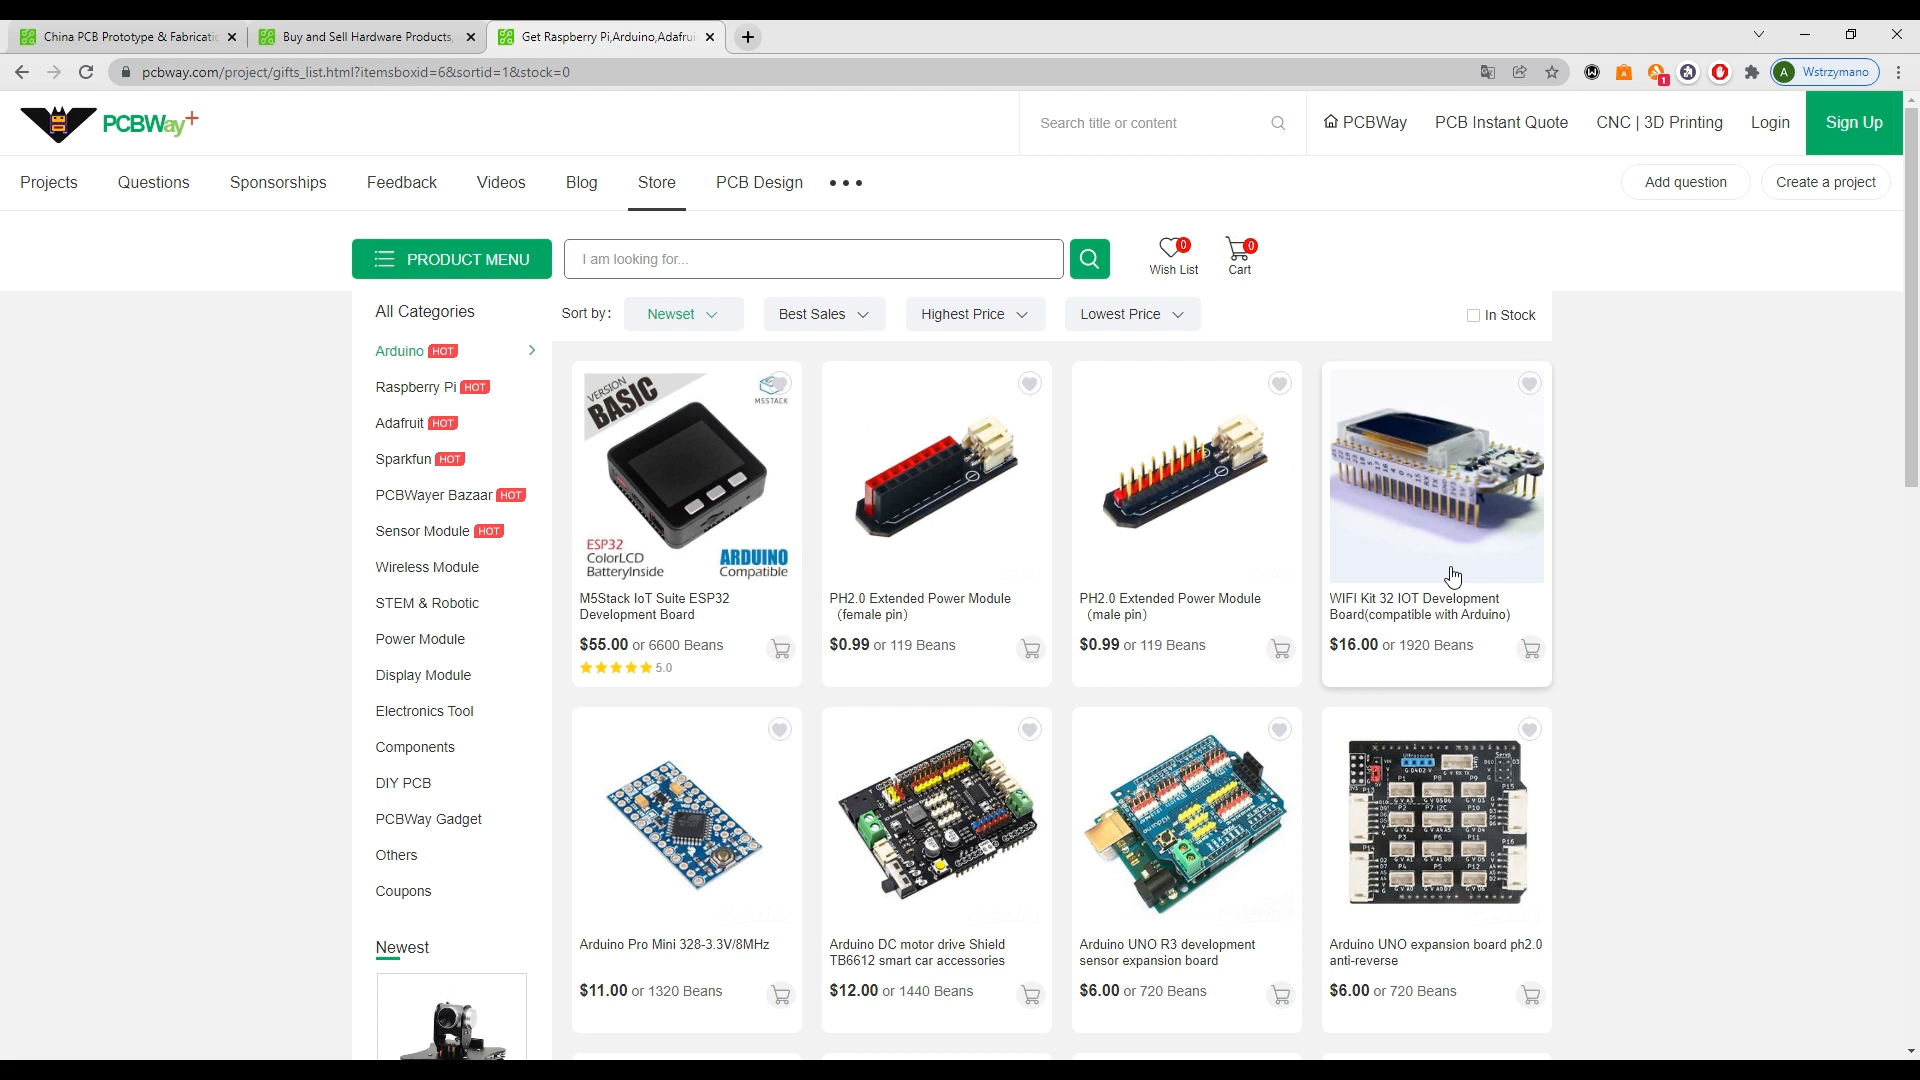 China PCB Prototype & Fabricatic
Buy and Sell Hardware Products,
Get Raspberry Pi,Arduino,Adafrui
pcbway.com/project/gifts_list.html?itemsboxid=6&sortid=1&stock=0
1
A Wstrzymano
PCBWay+
Search title or content
PCBWay
PCB Instant Quote
CNC | 3D Printing
Login
Sign Up
Projects
Questions
Sponsorships
Feedback
Videos
Blog
Store
PCB Design
Add question
Create a project
PRODUCT MENU
I am looking for...
0
Wish List
0
Cart
All Categories
Arduino HOT
Raspberry Pi HOT
Adafruit HOT
Sparkfun HOT
PCBWayer Bazaar HOT
Sensor Module HOT
Wireless Module
STEM & Robotic
Power Module
Display Module
Electronics Tool
Components
DIY PCB
PCBWay Gadget
Others
Coupons
Newest
Sort by:
Newset
Best Sales
Highest Price
Lowest Price
In Stock
VERSION
BASIC
M5STACK
ESP32
ColorLCD
BatteryInside
ARDUINO
Compatible
M5Stack IoT Suite ESP32
Development Board
$55.00 or 6600 Beans
5.0
PH2.0 Extended Power Module
(female pin)
$0.99 or 119 Beans
PH2.0 Extended Power Module
(male pin)
$0.99 or 119 Beans
WIFI Kit 32 IOT Development
Board(compatible with Arduino)
$16.00 or 1920 Beans
Arduino Pro Mini 328-3.3V/8MHz
$11.00 or 1320 Beans
Arduino DC motor drive Shield
TB6612 smart car accessories
$12.00 or 1440 Beans
Arduino UNO R3 development
sensor expansion board
$6.00 or 720 Beans
Arduino UNO expansion board ph2.0
anti-reverse
$6.00 or 720 Beans